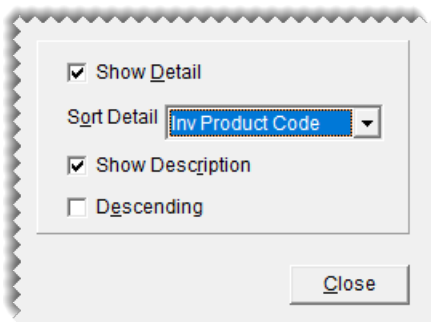 Show Detail
Sort Detail Inv Product Code
Show Description
Descending
Close